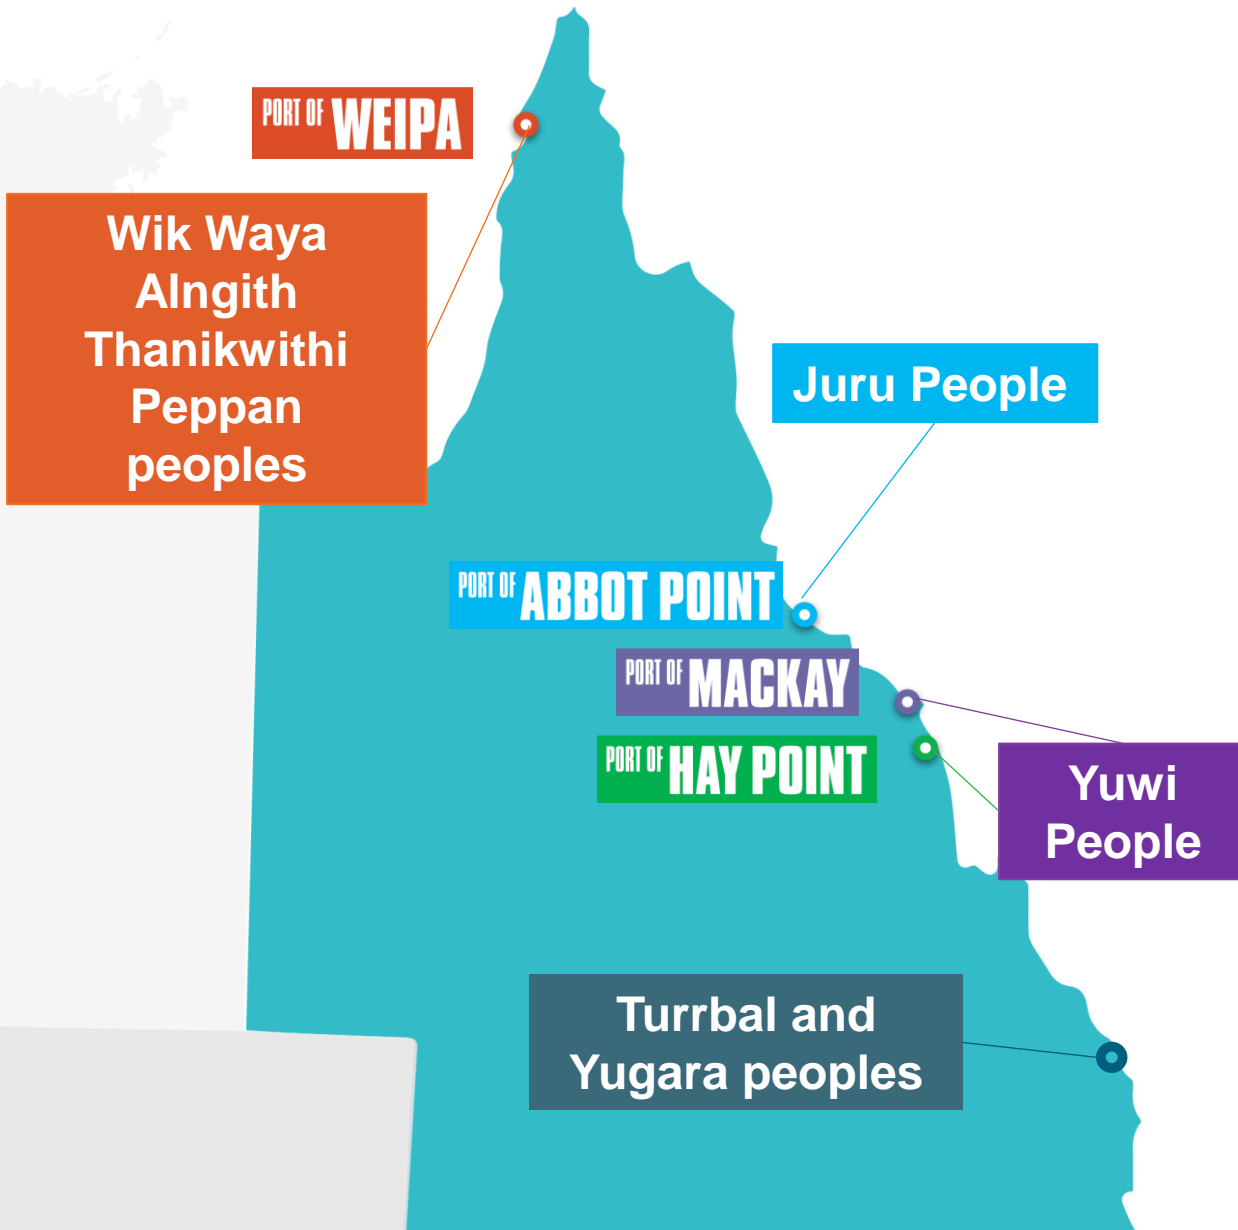 PORT OF WEIPA
Wik Waya
Alngith
Thanikwithi
Peppan
peoples
Juru People
PORT OF ABBOT POINT
PORT OF MACKAY
PORT OF HAY POINT
Yuwi
People
Turrbal and
Yugara peoples